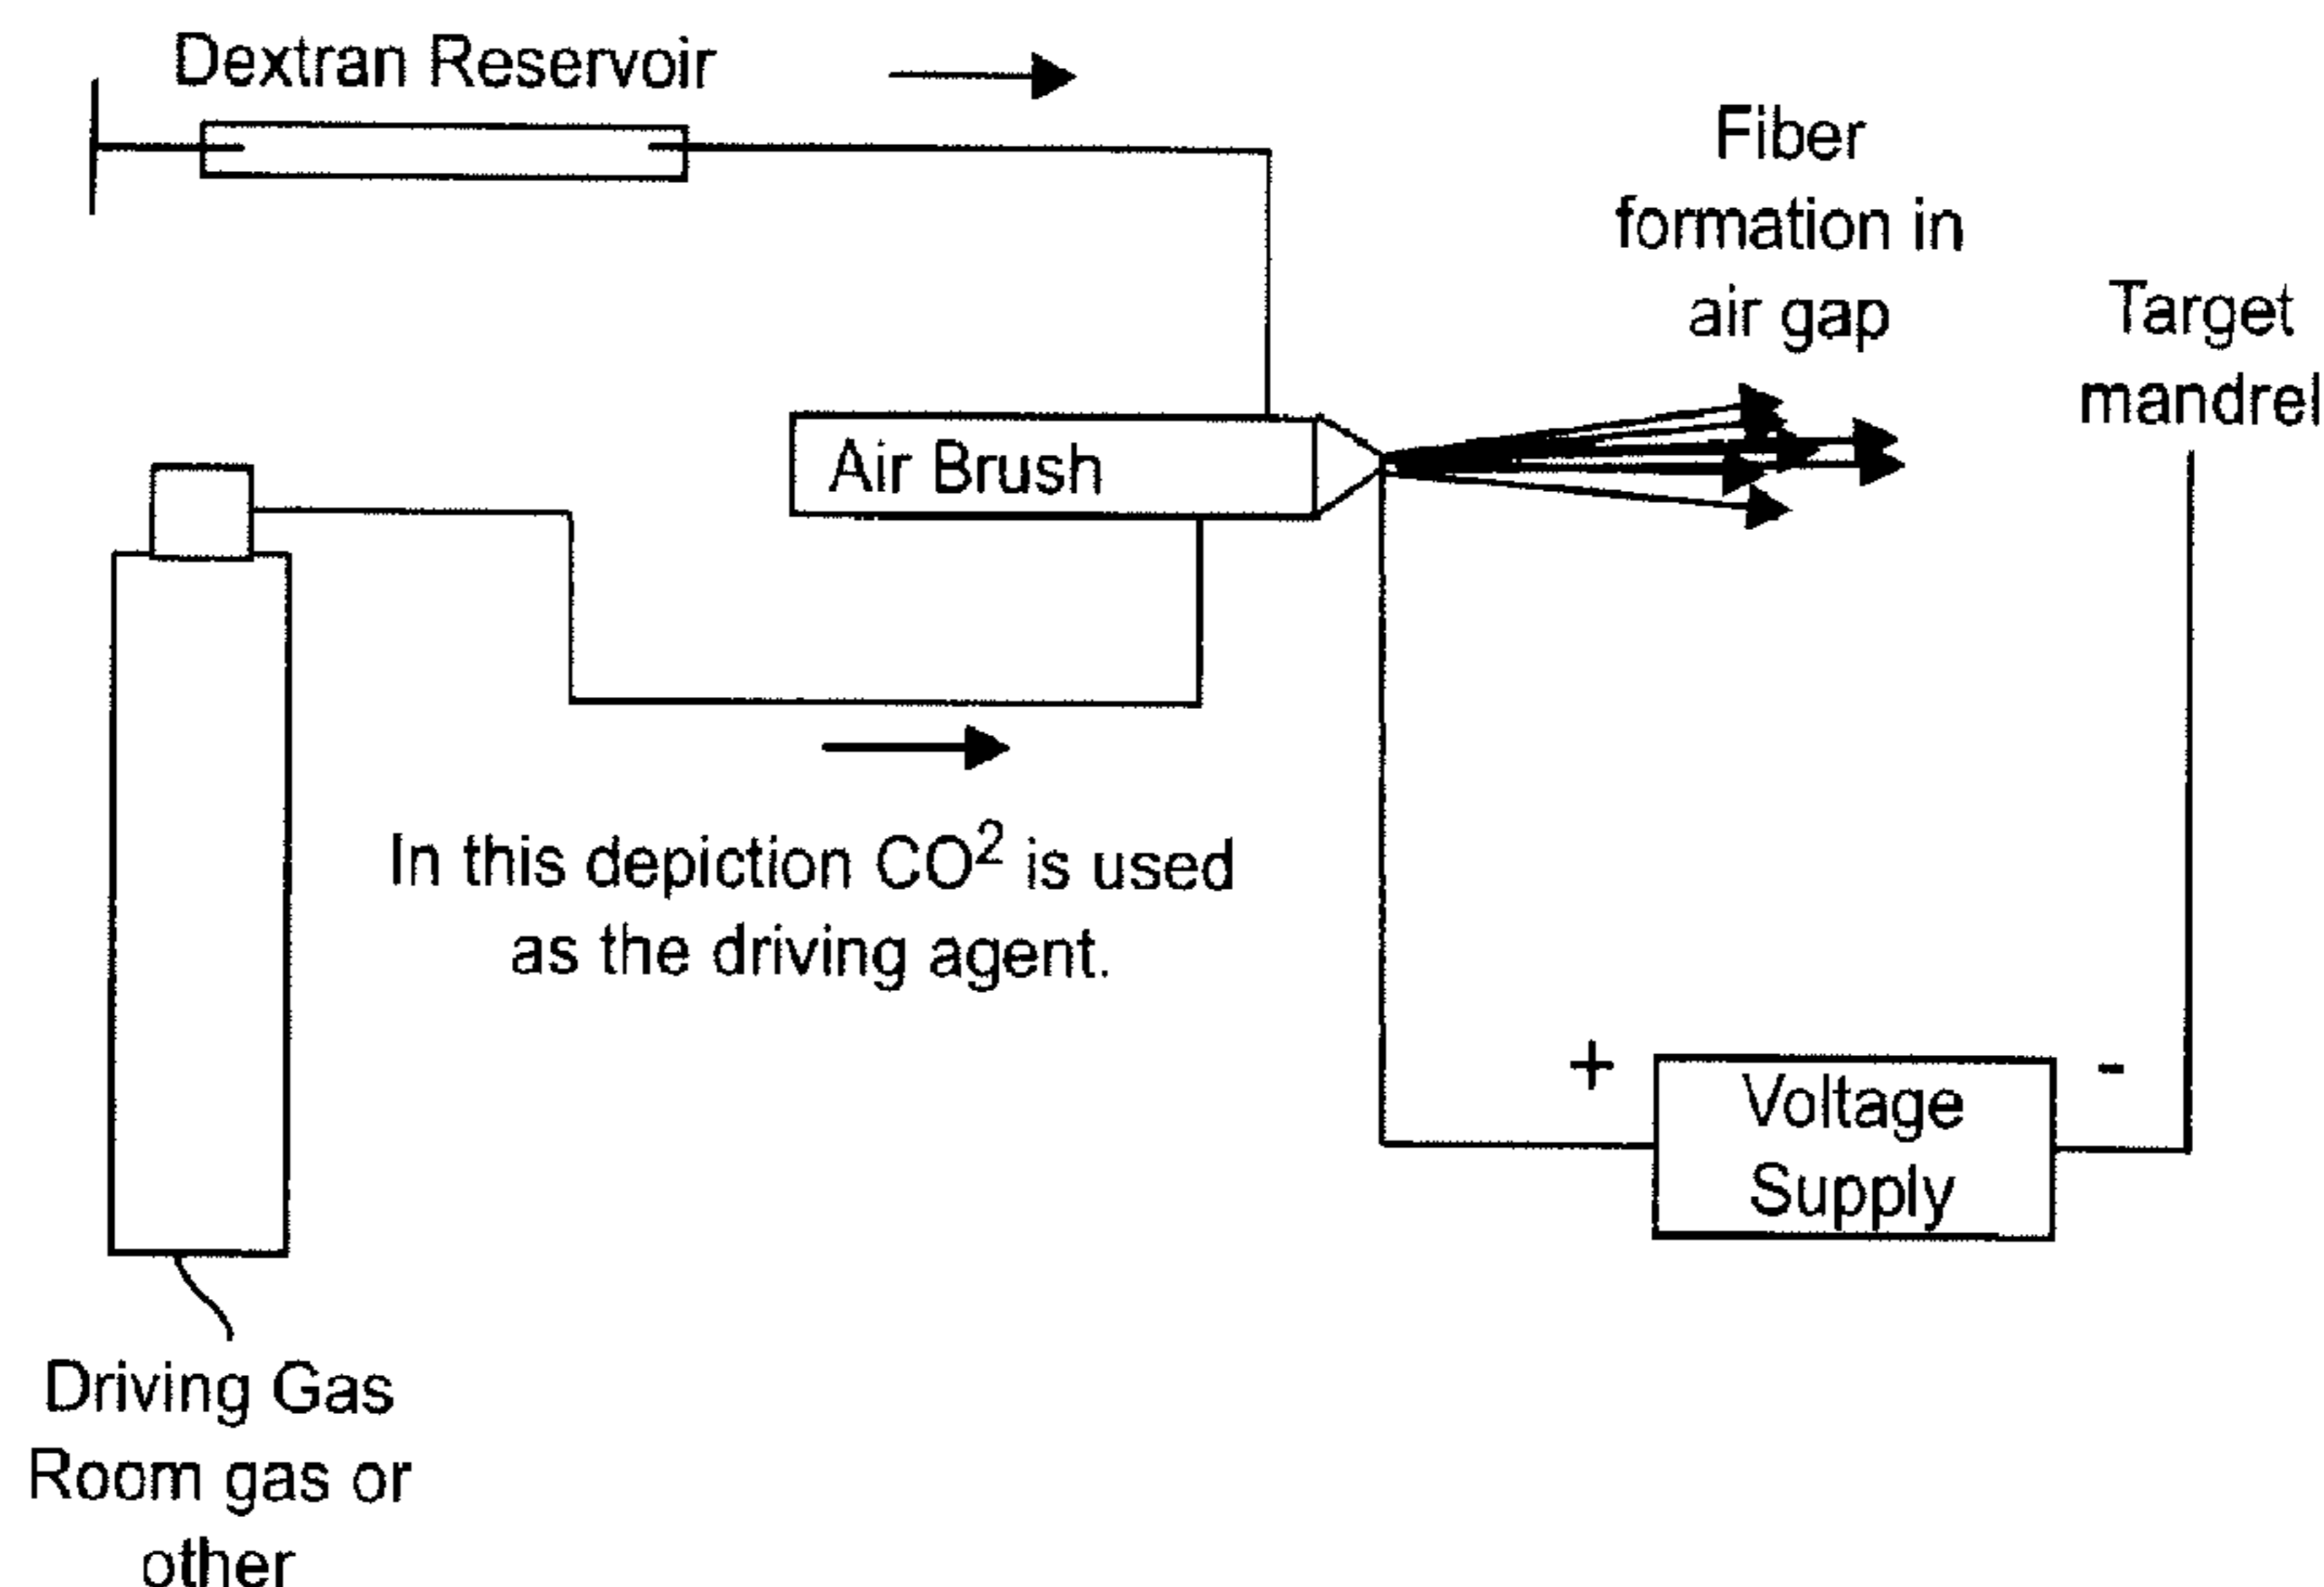 Dextran Reservoir
Fiber
formation in
air gap
Target
mandrel
Air Brush
In this depiction CO² is used
as the driving agent.
+
-
Voltage
Supply
Driving Gas
Room gas or
other